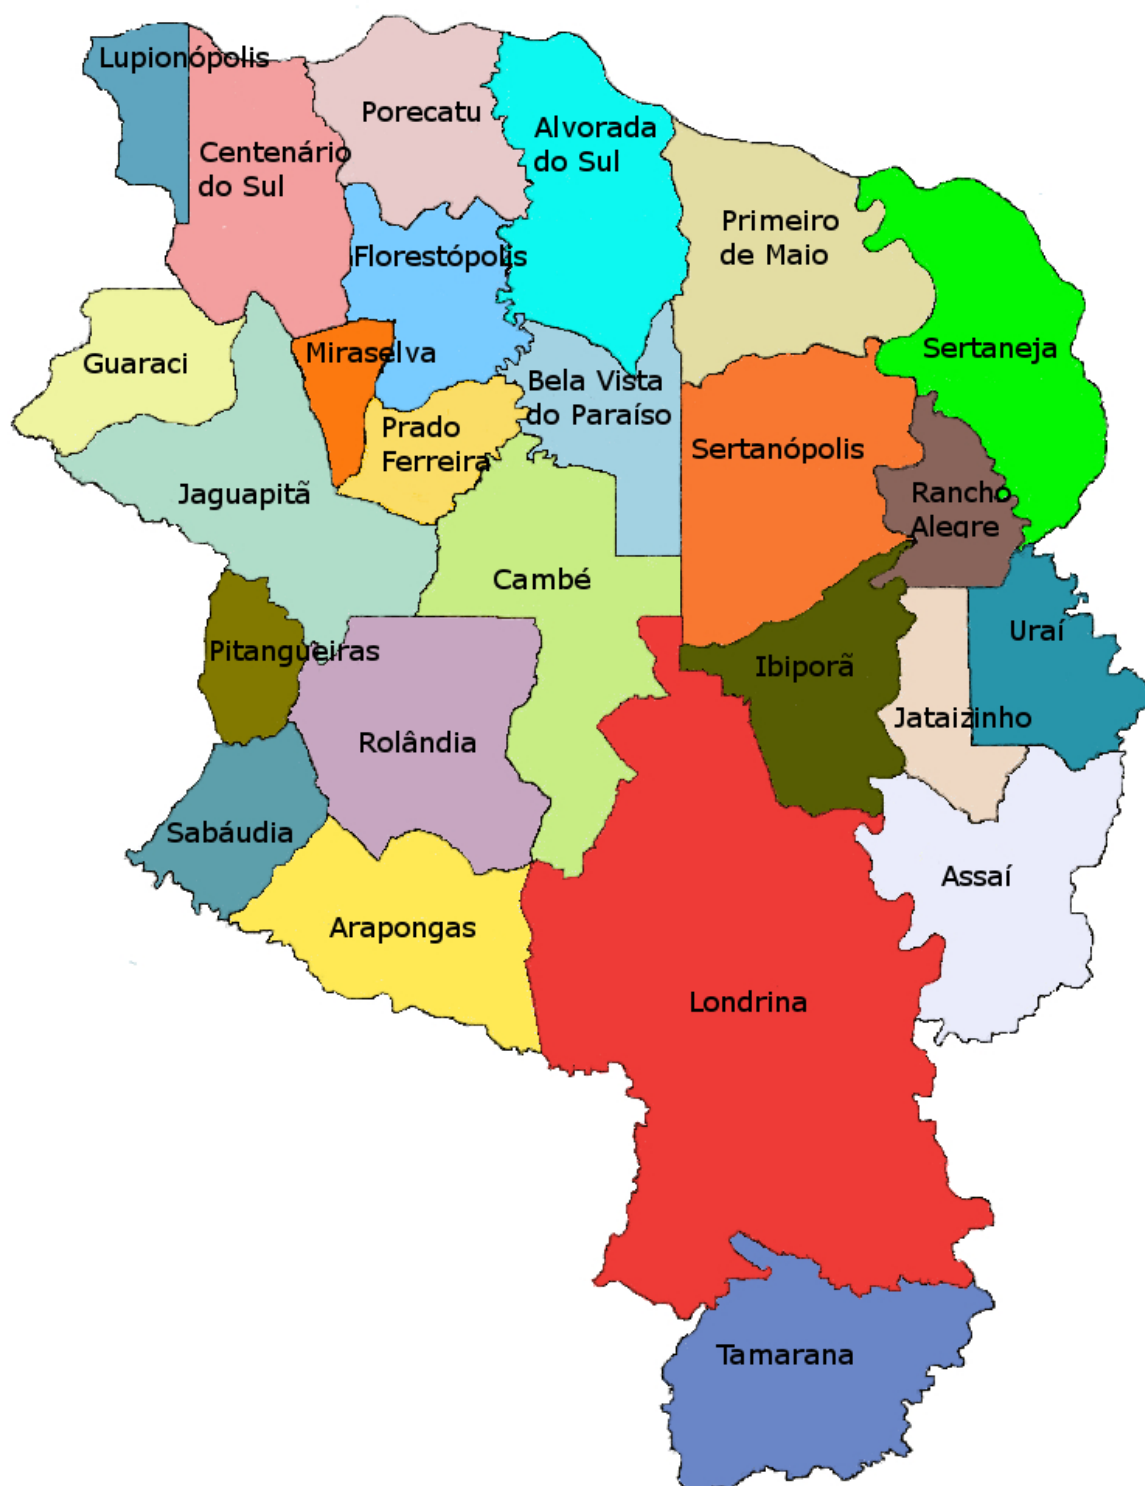 Lupionópolis
Porecatu
Alvorada
do Sul
Centenário
do Sul
Primeiro
de Maio
Florestópolis
Sertaneja
Guaraci
Miraselva
Bela Vista
do Paraíso
Prado
Ferreira
Sertanópolis
Jaguapitã
Rancho
Alegre
Cambé
Uraí
Pitangueiras
Ibiporã
Jataizinho
Rolândia
Sabáudia
Assaí
Arapongas
Londrina
Tamarana